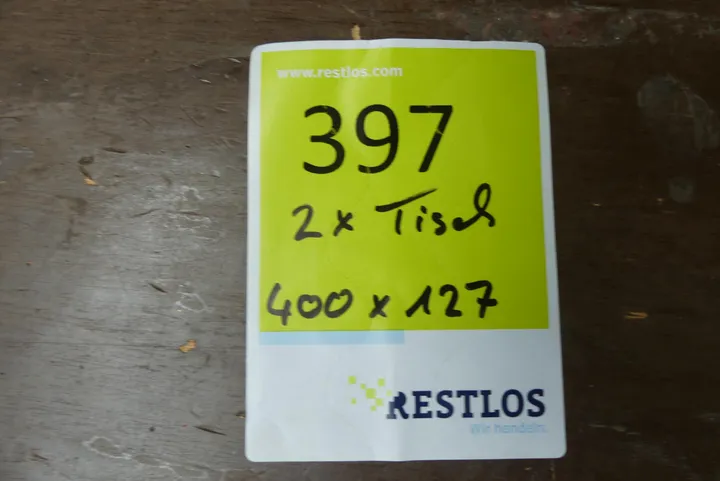 www.restlos.com
397
2x Tisch
400 x 127
RESTLOS
Wir handeln.